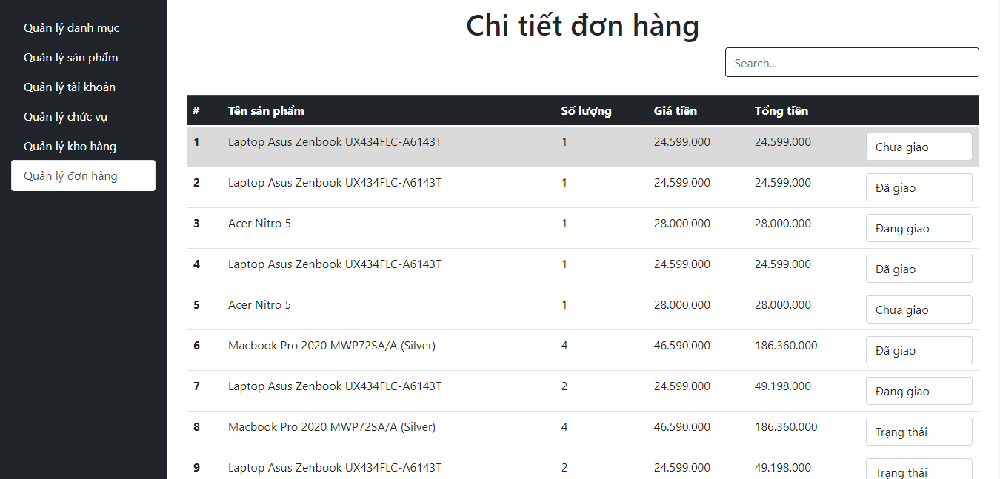 Quản lý danh mục
Quản lý sản phẩm
Quản lý tài khoản
Quản lý chức vụ
Quản lý kho hàng
Quản lý đơn hàng
Chi tiết đơn hàng
Search...
# Tên sản phẩm Số lượng Giá tiền Tổng tiền
1 Laptop Asus Zenbook UX434FLC-A6143T 1 24.599.000 24.599.000 Chưa giao
2 Laptop Asus Zenbook UX434FLC-A6143T 1 24.599.000 24.599.000 Đã giao
3 Acer Nitro 5 1 28.000.000 28.000.000 Đang giao
4 Laptop Asus Zenbook UX434FLC-A6143T 1 24.599.000 24.599.000 Đã giao
5 Acer Nitro 5 1 28.000.000 28.000.000 Chưa giao
6 Macbook Pro 2020 MWP72SA/A (Silver) 4 46.590.000 186.360.000 Đã giao
7 Laptop Asus Zenbook UX434FLC-A6143T 2 24.599.000 49.198.000 Đang giao
8 Macbook Pro 2020 MWP72SA/A (Silver) 4 46.590.000 186.360.000 Trạng thái
9 Laptop Asus Zenbook UX434FLC-A6143T 2 24.599.000 49.198.000 Trạng thái